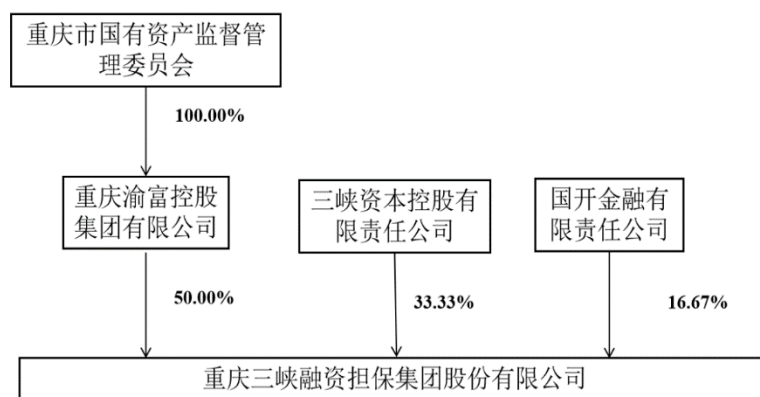 重庆市国有资产监督管
理委员会
100.00%
重庆渝富控股
集团有限公司
三峡资本控股有
限责任公司
国开金融有
限责任公司
50.00%
33.33%
16.67%
重庆三峡融资担保集团股份有限公司